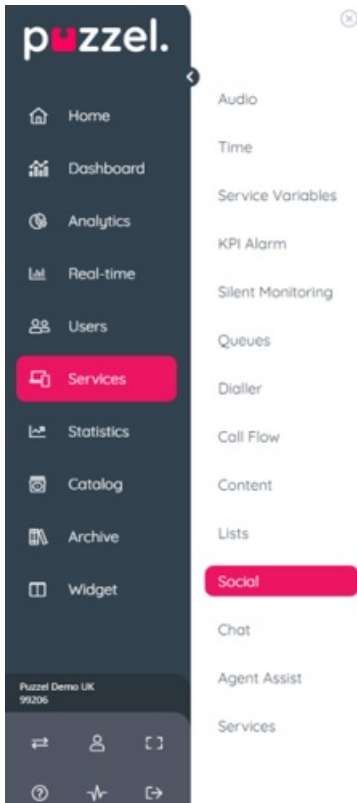 puzzel.
Home
Dashboard
Analytics
Real-time
Users
Services
Statistics
Catalog
Archive
Widget
Puzzel Demo UK
99206
Audio
Time
Service Variables
KPI Alarm
Silent Monitoring
Queues
Dialler
Call Flow
Content
Lists
Social
Chat
Agent Assist
Services